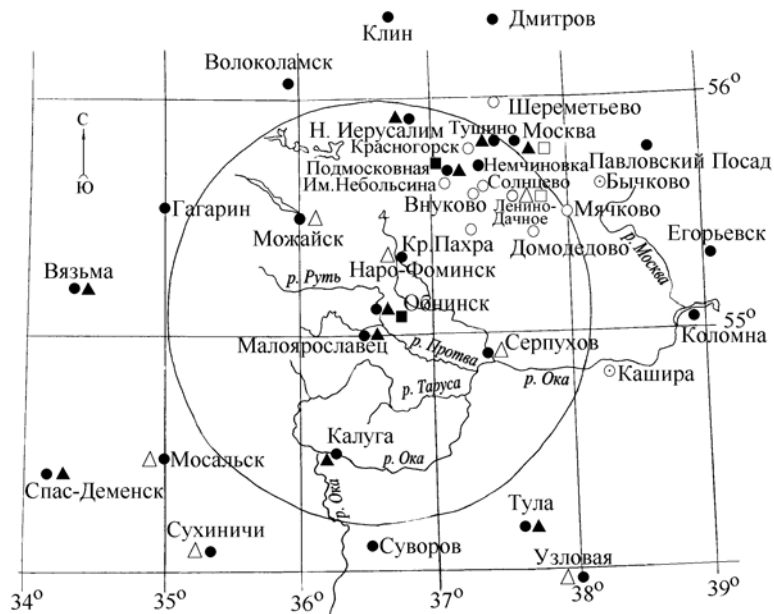 Клин
Дмитров
Волоколамск
56°
С
Шереметьево
Н. Иерусалим
Тушино
Москва
Красногорск
Павловский Посад
Подмосковная
Немчиновка
Им.Небольсина
Солнцево
Бычково
Ю
Внуково
Ленино-
Дачное
Мячково
Гагарин
Можайск
Кр.Пахра
Домодедово
р. Москва
Егорьевск
Вязьма
Наро-Фоминск
р. Руть
Обнинск
55°
Малоярославец
р. Протва
Серпухов
Коломна
р. Таруса
р. Ока
Кашира
Калуга
Мосальск
р. Ока
Спас-Деменск
р. Ока
Тула
Сухиничи
Суворов
Узловая
34°
35°
36°
37°
38°
39°